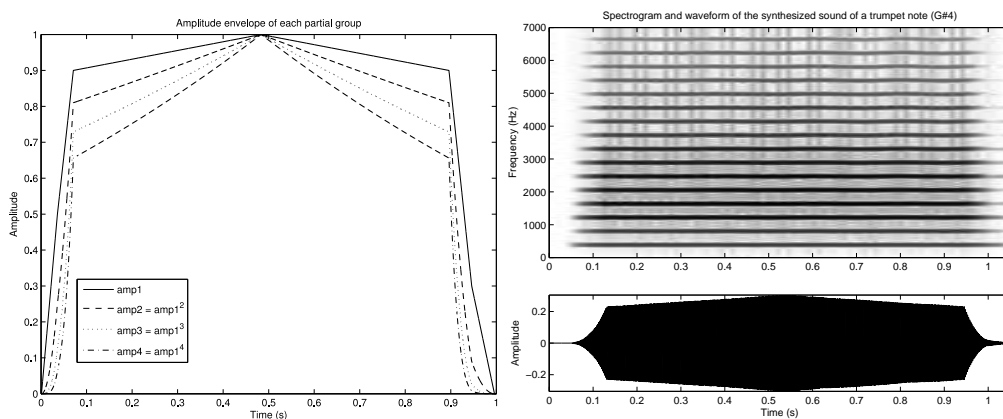 Amplitude envelope of each partial group
1
0.9
0.8
0.7
0.6
0.5
0.4
0.3
0.2
0.1
0
Amplitude
amp1
amp2 = amp1²
amp3 = amp1³
amp4 = amp1⁴
0 0.1 0.2 0.3 0.4 0.5 0.6 0.7 0.8 0.9 1
Time (s)
Spectrogram and waveform of the synthesized sound of a trumpet note (G#4)
7000
6000
5000
4000
3000
2000
1000
0
Frequency (Hz)
0.1 0.2 0.3 0.4 0.5 0.6 0.7 0.8 0.9 1
0.2
0
−0.2
Amplitude
0 0.1 0.2 0.3 0.4 0.5 0.6 0.7 0.8 0.9 1
Time (s)